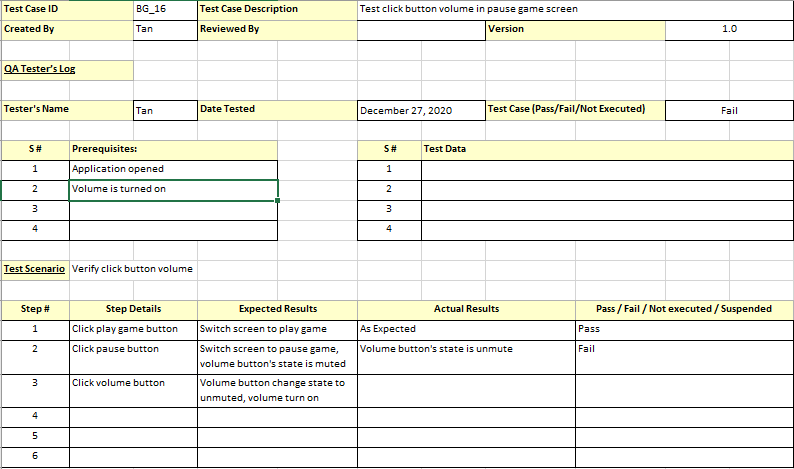 Test Case ID BG_16 Test Case Description Test click button volume in pause game screen
Created By Tan Reviewed By Version 1.0
QA Tester's Log
Tester's Name Tan Date Tested December 27, 2020 Test Case (Pass/Fail/Not Executed) Fail
S # Prerequisites: S # Test Data
1 Application opened 1
2 Volume is turned on 2
3 3
4 4
Test Scenario Verify click button volume
Step # Step Details Expected Results Actual Results Pass / Fail / Not executed / Suspended
1 Click play game button Switch screen to play game As Expected Pass
2 Click pause button Switch screen to pause game, Volume button's state is unmute Fail
volume button's state is muted
3 Click volume button Volume button change state to
unmuted, volume turn on
4
5
6